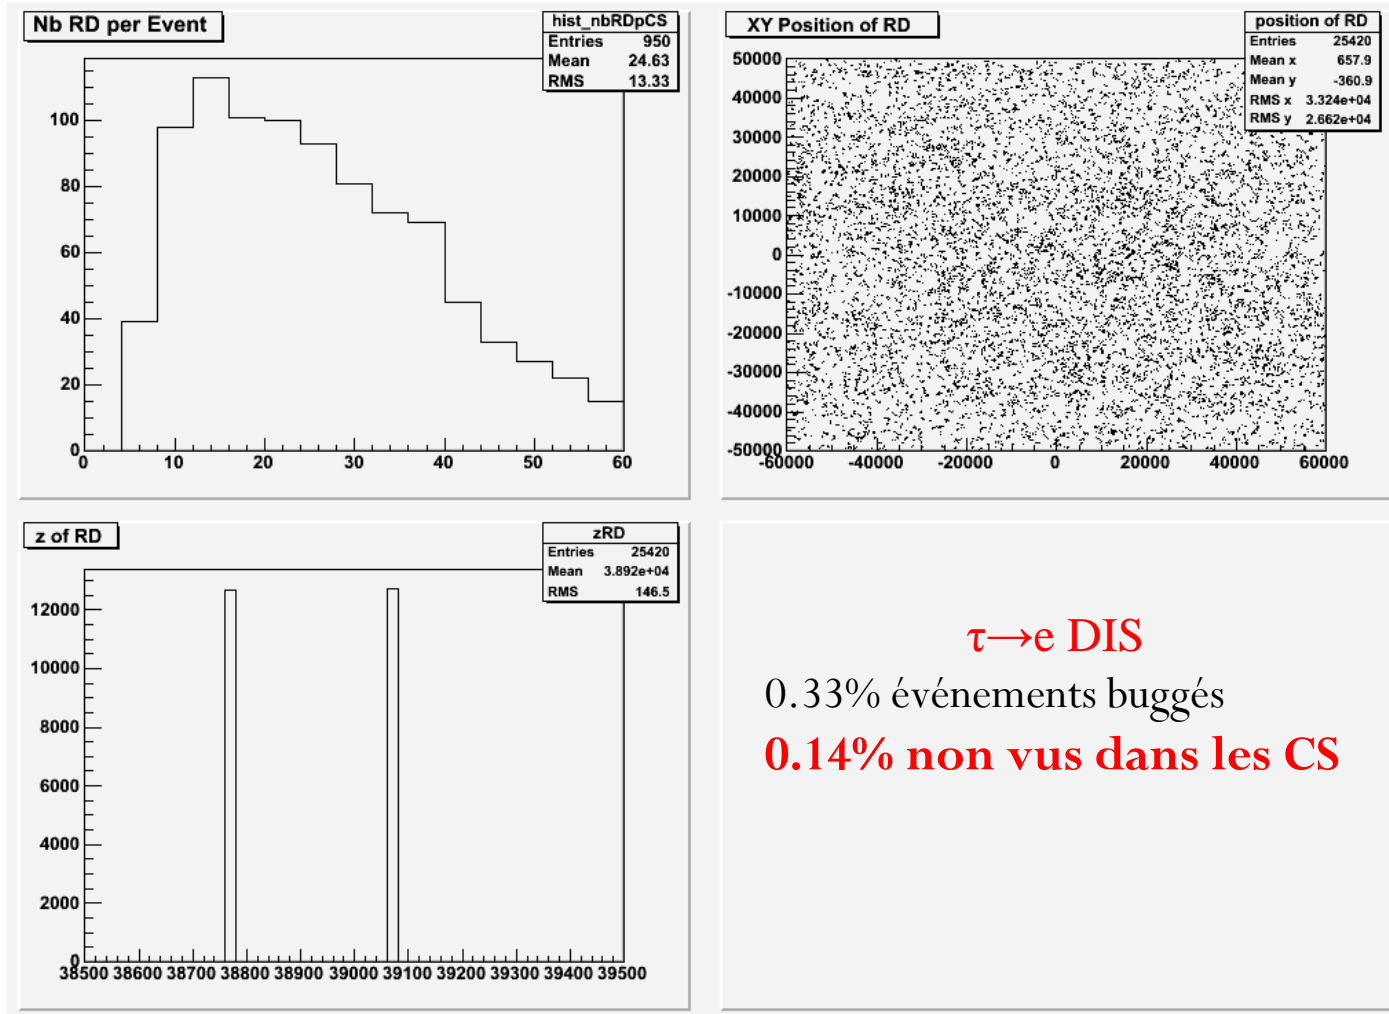 Nb RD per Event
hist_nbRDpCS
Entries 950
Mean 24.63
RMS 13.33
100
80
60
40
20
0
0 10 20 30 40 50 60
XY Position of RD
position of RD
Entries 25420
Mean x 657.9
Mean y -360.9
RMS x 3.324e+04
RMS y 2.662e+04
50000
40000
30000
20000
10000
0
-10000
-20000
-30000
-40000
-50000
-60000 -40000 -20000 0 20000 40000 60000
z of RD
zRD
Entries 25420
Mean 3.892e+04
RMS 146.5
12000
10000
8000
6000
4000
2000
0
38500 38600 38700 38800 38900 39000 39100 39200 39300 39400 39500
τ→e DIS
0.33% événements buggés
0.14% non vus dans les CS